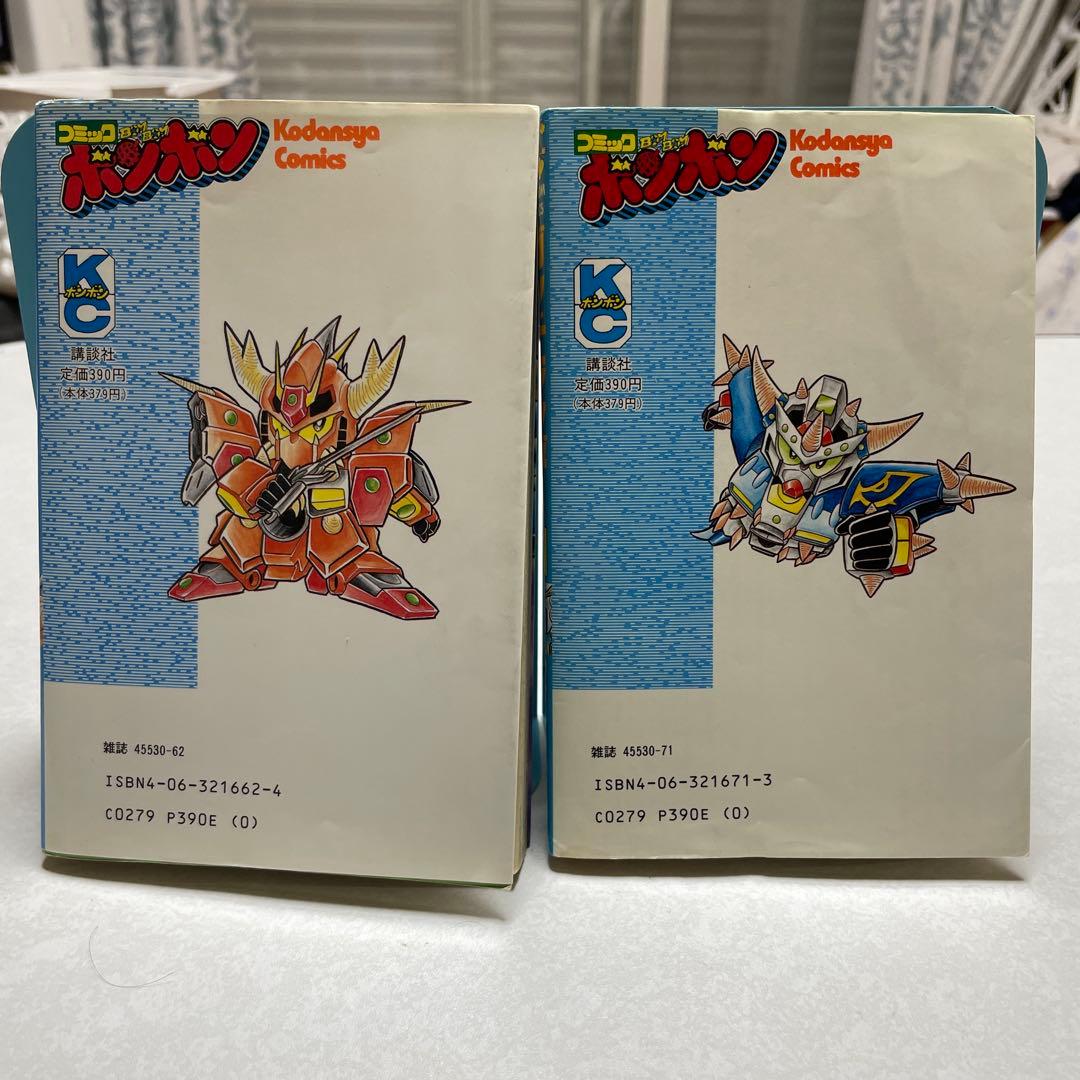 コミック BOM BOM
ボンボン
Kodansya
Comics
K
ボンボン
C
講談社
定価390円
(本体379円)
雑誌 45530-62
ISBN4-06-321662-4
C0279 P390E (0)
コミック BOM BOM
ボンボン
Kodansya
Comics
K
ボンボン
C
講談社
定価390円
(本体379円)
雑誌 45530-71
ISBN4-06-321671-3
C0279 P390E (0)